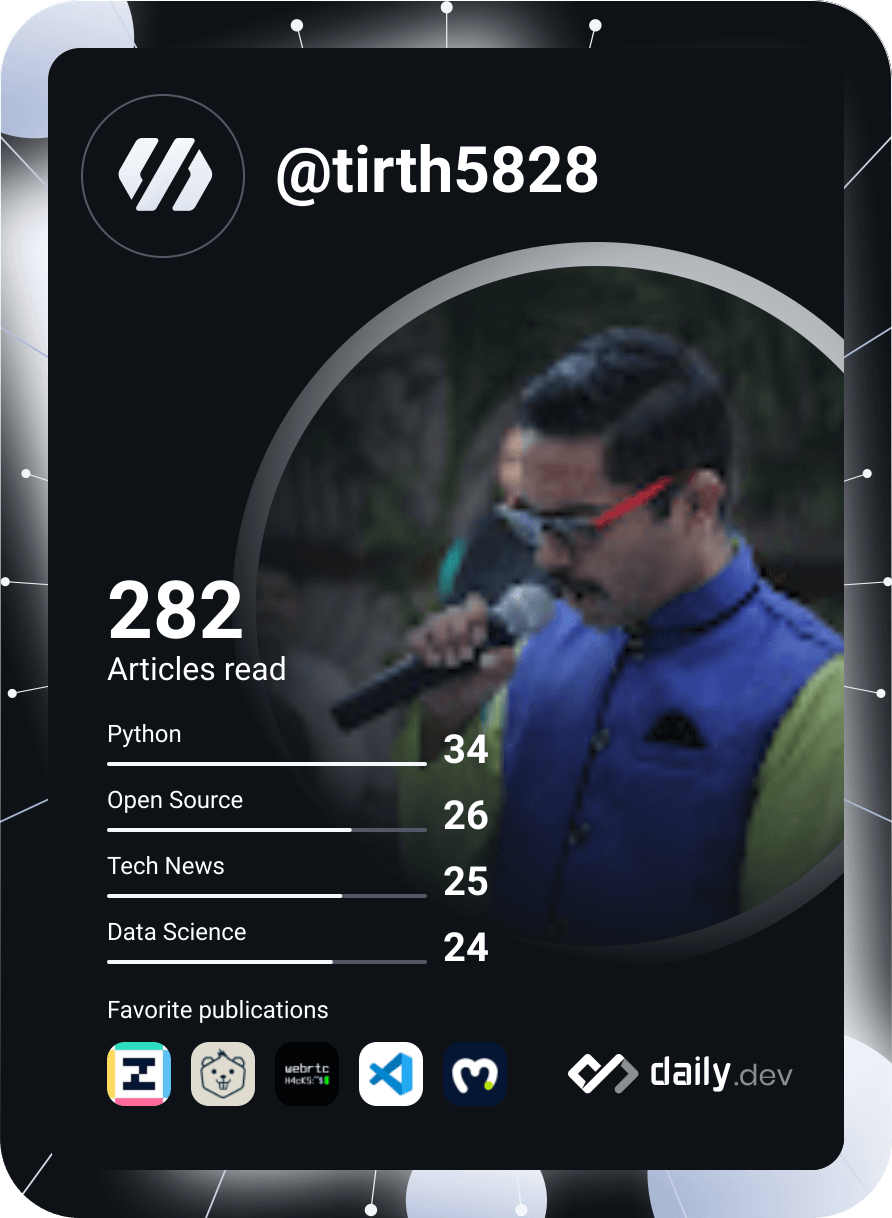 @tirth5828
282
Articles read
Python
34
Open Source
26
Tech News
25
Data Science
24
Favorite publications
webrtc
H4cKS:~$
daily.dev